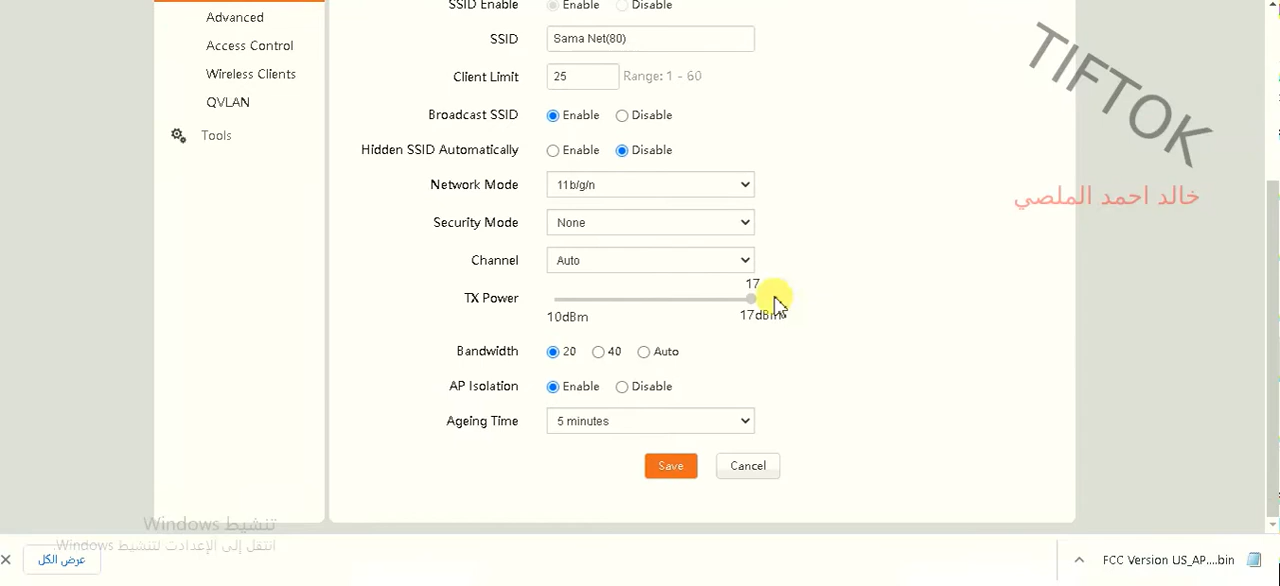 SSID Enable Enable Disable
Advanced
SSID Sama Net(80)
Access Control
Client Limit 25 Range: 1 - 60
Wireless Clients
QVLAN
Broadcast SSID Enable Disable
Tools
Hidden SSID Automatically Enable Disable
Network Mode 11b/g/n
Security Mode None
Channel Auto
17
TX Power
10dBm 17dBm
Bandwidth 20 40 Auto
AP Isolation Enable Disable
Ageing Time 5 minutes
Save Cancel
TIFTOK
خالد احمد الملصي
تنشيط Windows
انتقل إلى الإعدادات لتنشيط Windows
عرض الكل
FCC Version US_AP....bin